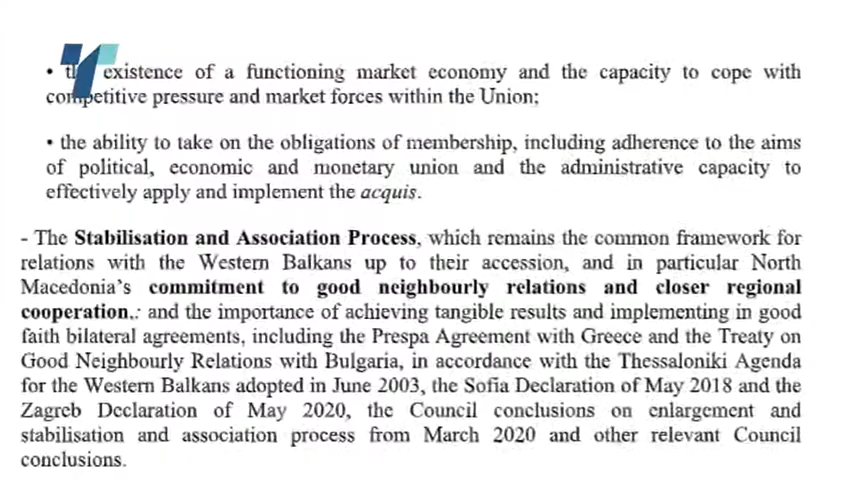 • the existence of a functioning market economy and the capacity to cope with
competitive pressure and market forces within the Union;
• the ability to take on the obligations of membership, including adherence to the aims
of political, economic and monetary union and the administrative capacity to
effectively apply and implement the acquis.
- The Stabilisation and Association Process, which remains the common framework for
relations with the Western Balkans up to their accession, and in particular North
Macedonia's commitment to good neighbourly relations and closer regional
cooperation.,: and the importance of achieving tangible results and implementing in good
faith bilateral agreements, including the Prespa Agreement with Greece and the Treaty on
Good Neighbourly Relations with Bulgaria, in accordance with the Thessaloniki Agenda
for the Western Balkans adopted in June 2003, the Sofia Declaration of May 2018 and the
Zagreb Declaration of May 2020, the Council conclusions on enlargement and
stabilisation and association process from March 2020 and other relevant Council
conclusions.